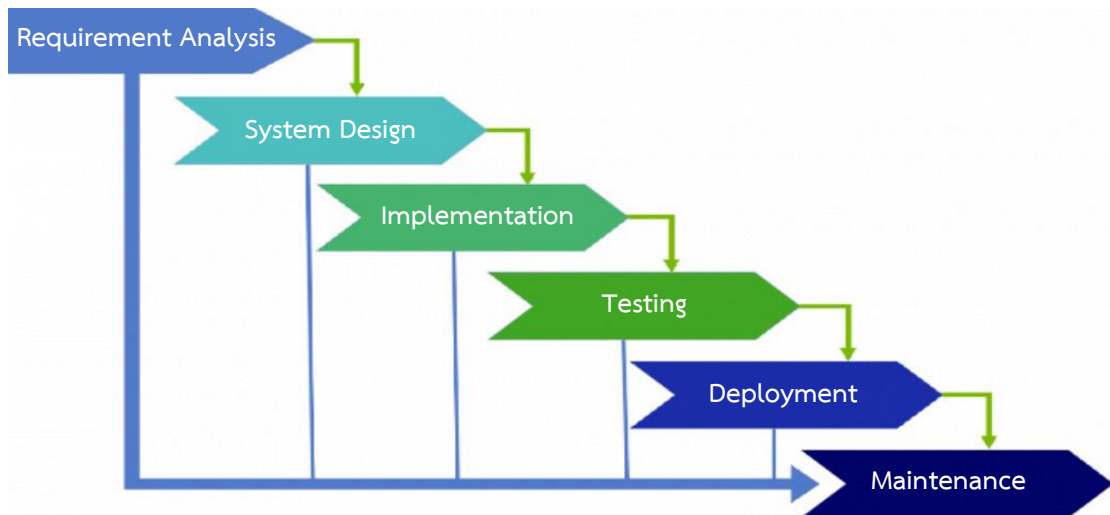 Requirement Analysis
System Design
Implementation
Testing
Deployment
Maintenance